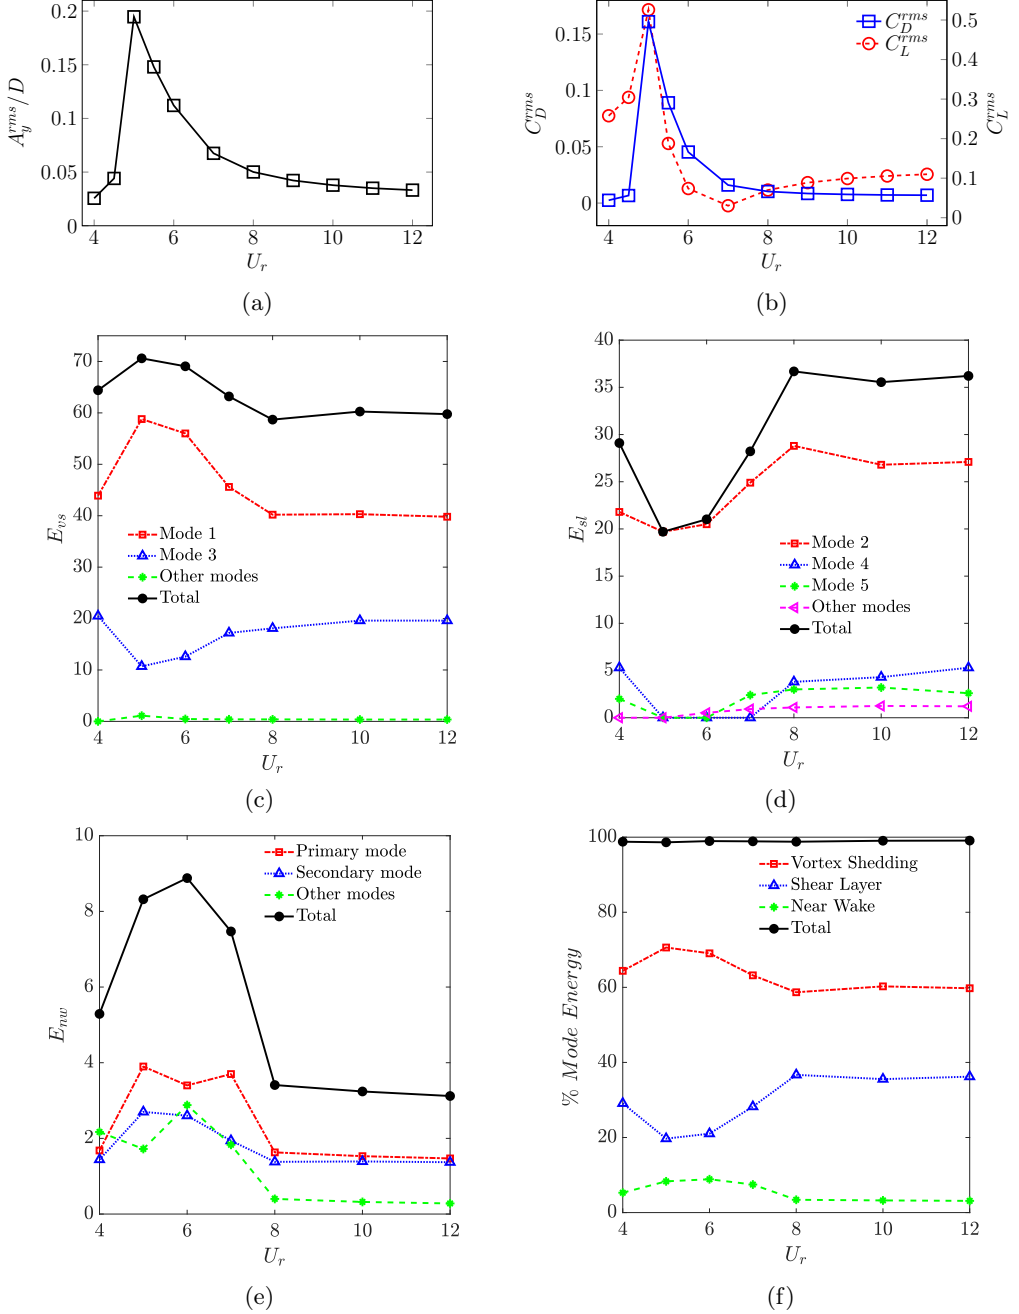 0.2
0.15
0.1
0.05
0
4 6 8 10 12
A_y^{rms}/D
U_r
(a)
0.15
0.1
0.05
0
0.5
0.4
0.3
0.2
0.1
0
4 6 8 10 12
C_D^{rms}
C_L^{rms}
C_D^{rms}
C_L^{rms}
U_r
(b)
70
60
50
40
30
20
10
0
4 6 8 10 12
E_{vs}
Mode 1
Mode 3
Other modes
Total
U_r
(c)
40
35
30
25
20
15
10
5
0
4 6 8 10 12
E_{sl}
Mode 2
Mode 4
Mode 5
Other modes
Total
U_r
(d)
10
8
6
4
2
0
4 6 8 10 12
E_{nw}
Primary mode
Secondary mode
Other modes
Total
U_r
(e)
100
80
60
40
20
0
4 6 8 10 12
% Mode Energy
Vortex Shedding
Shear Layer
Near Wake
Total
U_r
(f)